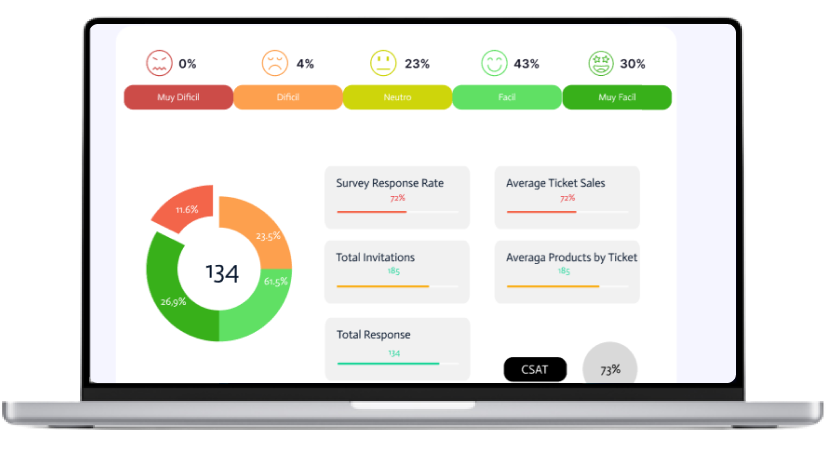 0%
4%
23%
43%
30%
Muy Dificil
Dificil
Neutro
Facil
Muy Facil
11.6%
23.5%
134
61.5%
26,9%
Survey Response Rate
72%
Average Ticket Sales
72%
Total Invitations
185
Averaga Products by Ticket
185
Total Response
134
CSAT
73%